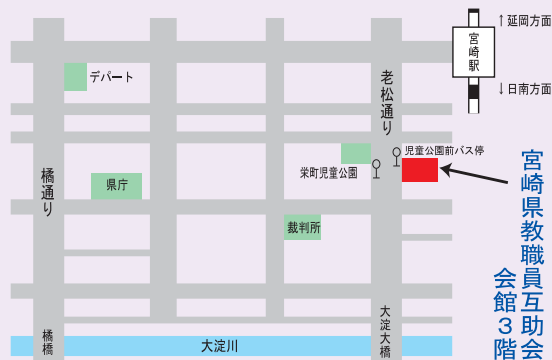 ↑延岡方面
宮崎駅
↓日南方面
デパート
老松通り
児童公園前バス停
栄町児童公園
橘通り
県庁
裁判所
宮崎県教職員互助会
会館3階
橘橋
大淀川
大淀大橋